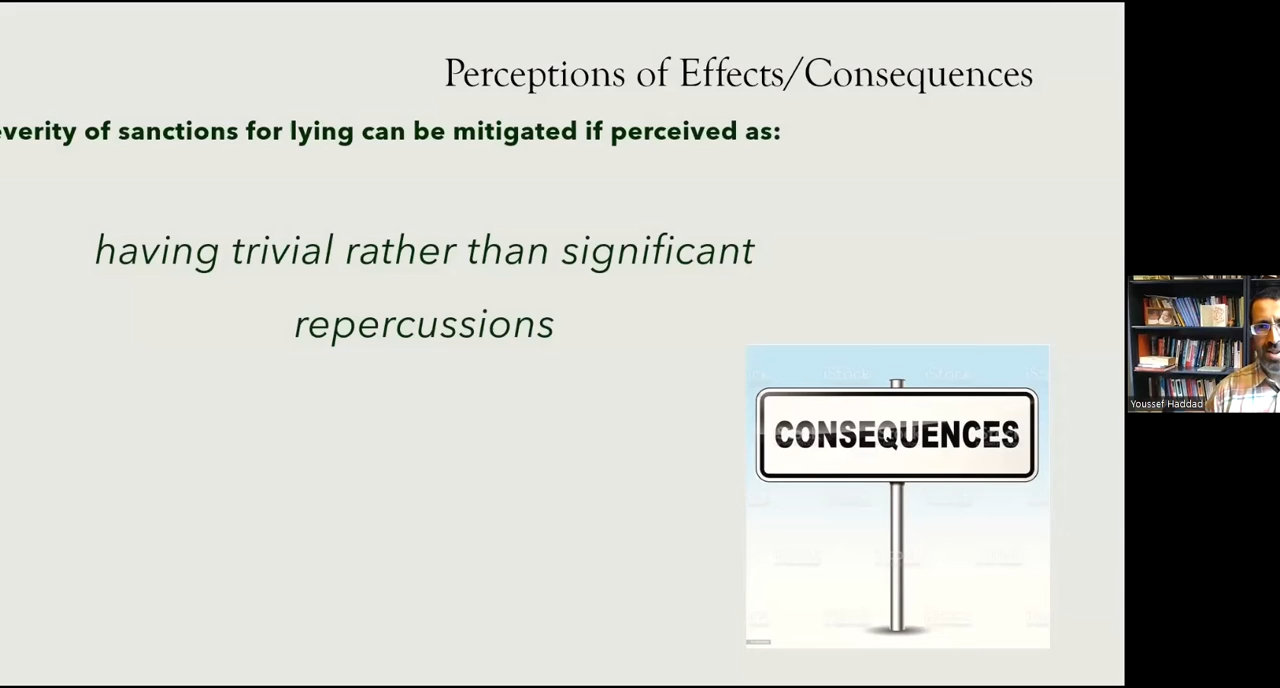 Perceptions of Effects/Consequences
everity of sanctions for lying can be mitigated if perceived as:
having trivial rather than significant
repercussions
CONSEQUENCES
Youssef Haddad